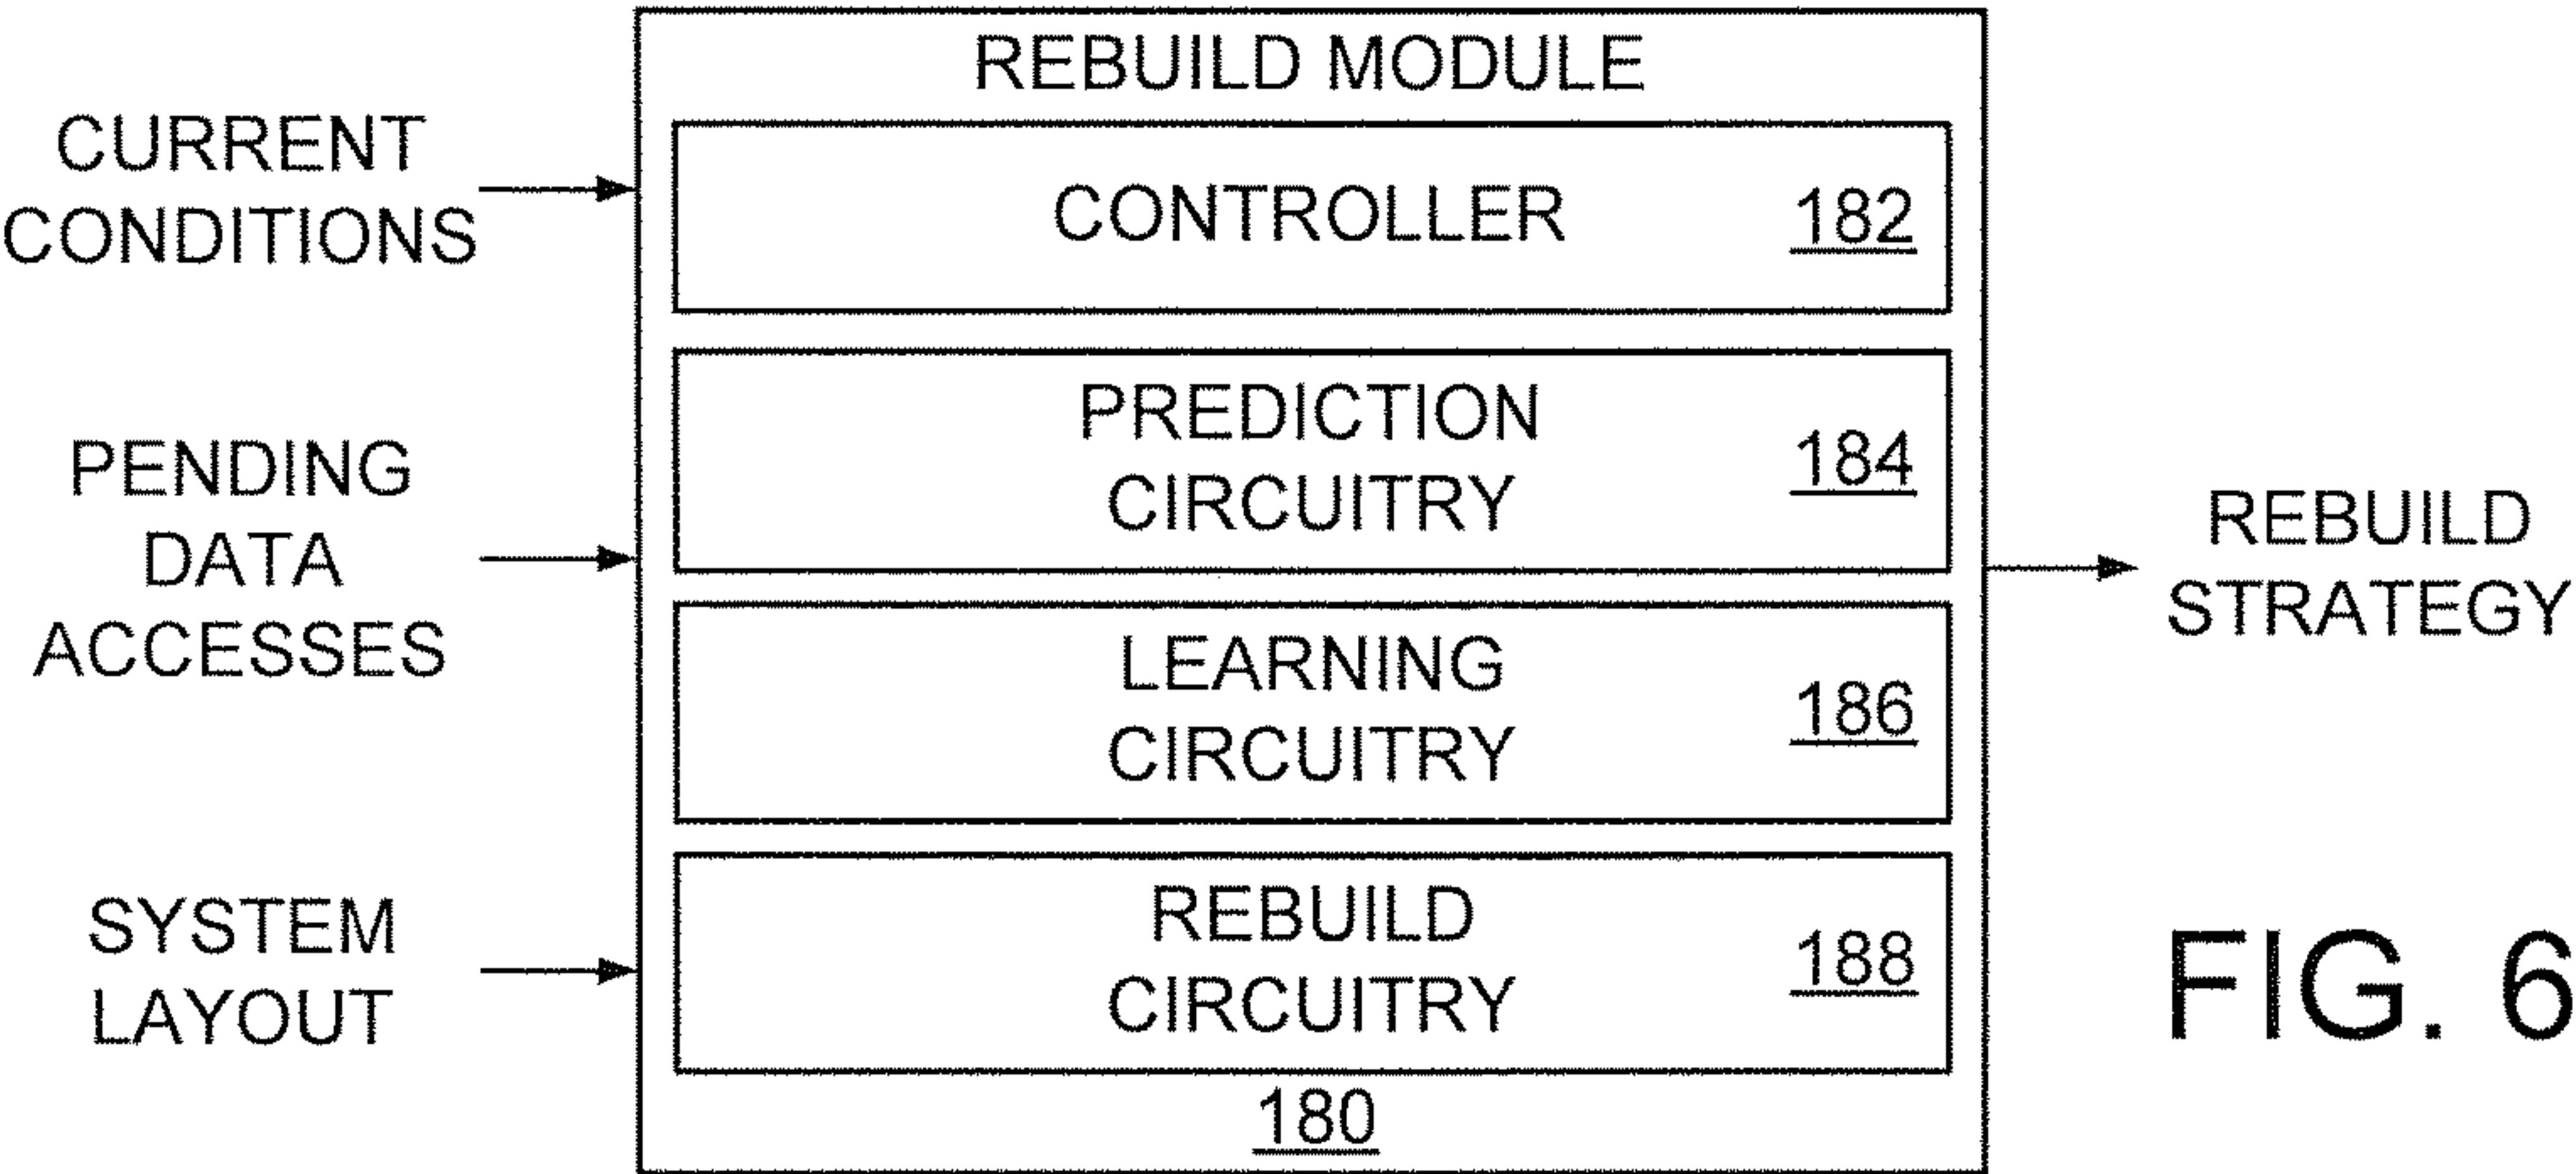 REBUILD MODULE
CURRENT
CONDITIONS
CONTROLLER 182
PENDING
DATA
ACCESSES
PREDICTION
CIRCUITRY
184
LEARNING
CIRCUITRY
186
SYSTEM
LAYOUT
REBUILD
CIRCUITRY
188
180
REBUILD
STRATEGY
FIG. 6